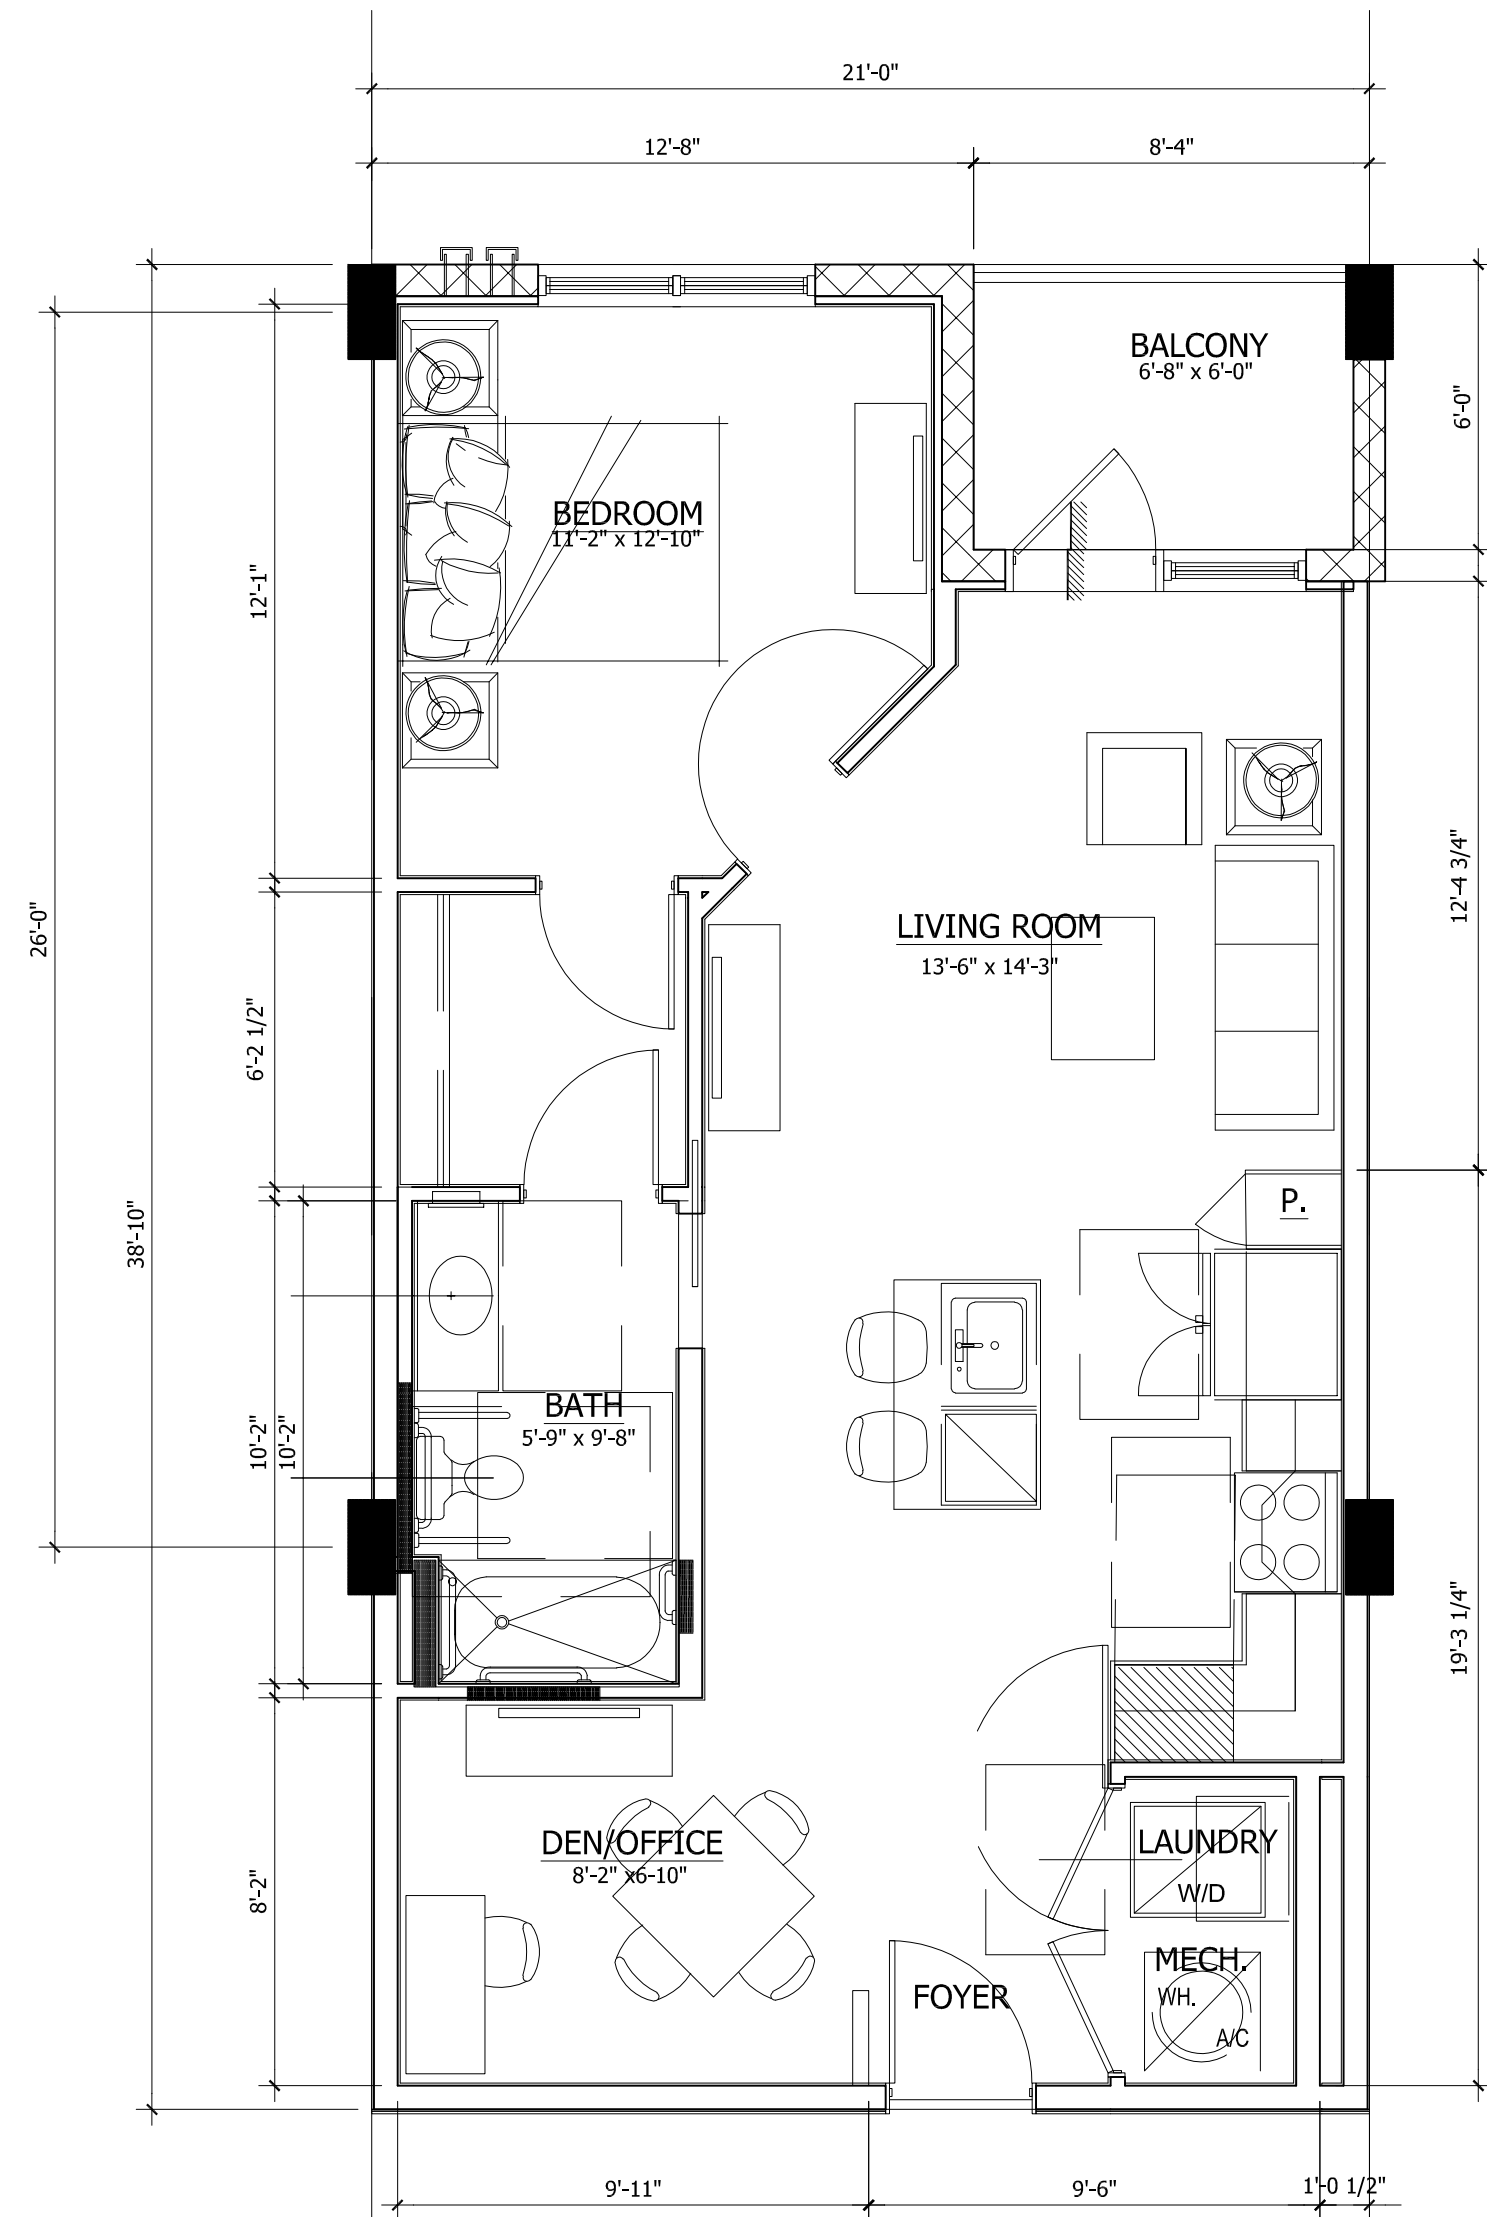 21'-0"
12'-8"
8'-4"
BALCONY
6'-8" x 6'-0"
6'-0"
BEDROOM
11'-2" x 12'-10"
12'-1"
26'-0"
12'-4 3/4"
LIVING ROOM
13'-6" x 14'-3"
6'-2 1/2"
38'-10"
P.
BATH
5'-9" x 9'-8"
10'-2"
10'-2"
19'-3 1/4"
DEN/OFFICE
8'-2" x6-10"
LAUNDRY
W/D
8'-2"
MECH.
WH.
A/C
FOYER
9'-11"
9'-6"
1'-0 1/2"